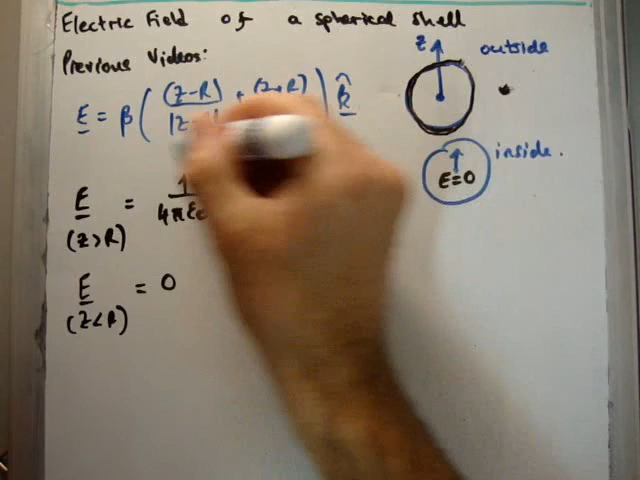 Electric Field of a spherical shell
Previous Videos:
z outside
E = β ( (z-R) + (z+R) ) k̂
|z
inside.
E=0
E = 1
4πε
(z>R)
E = 0
(z<R)